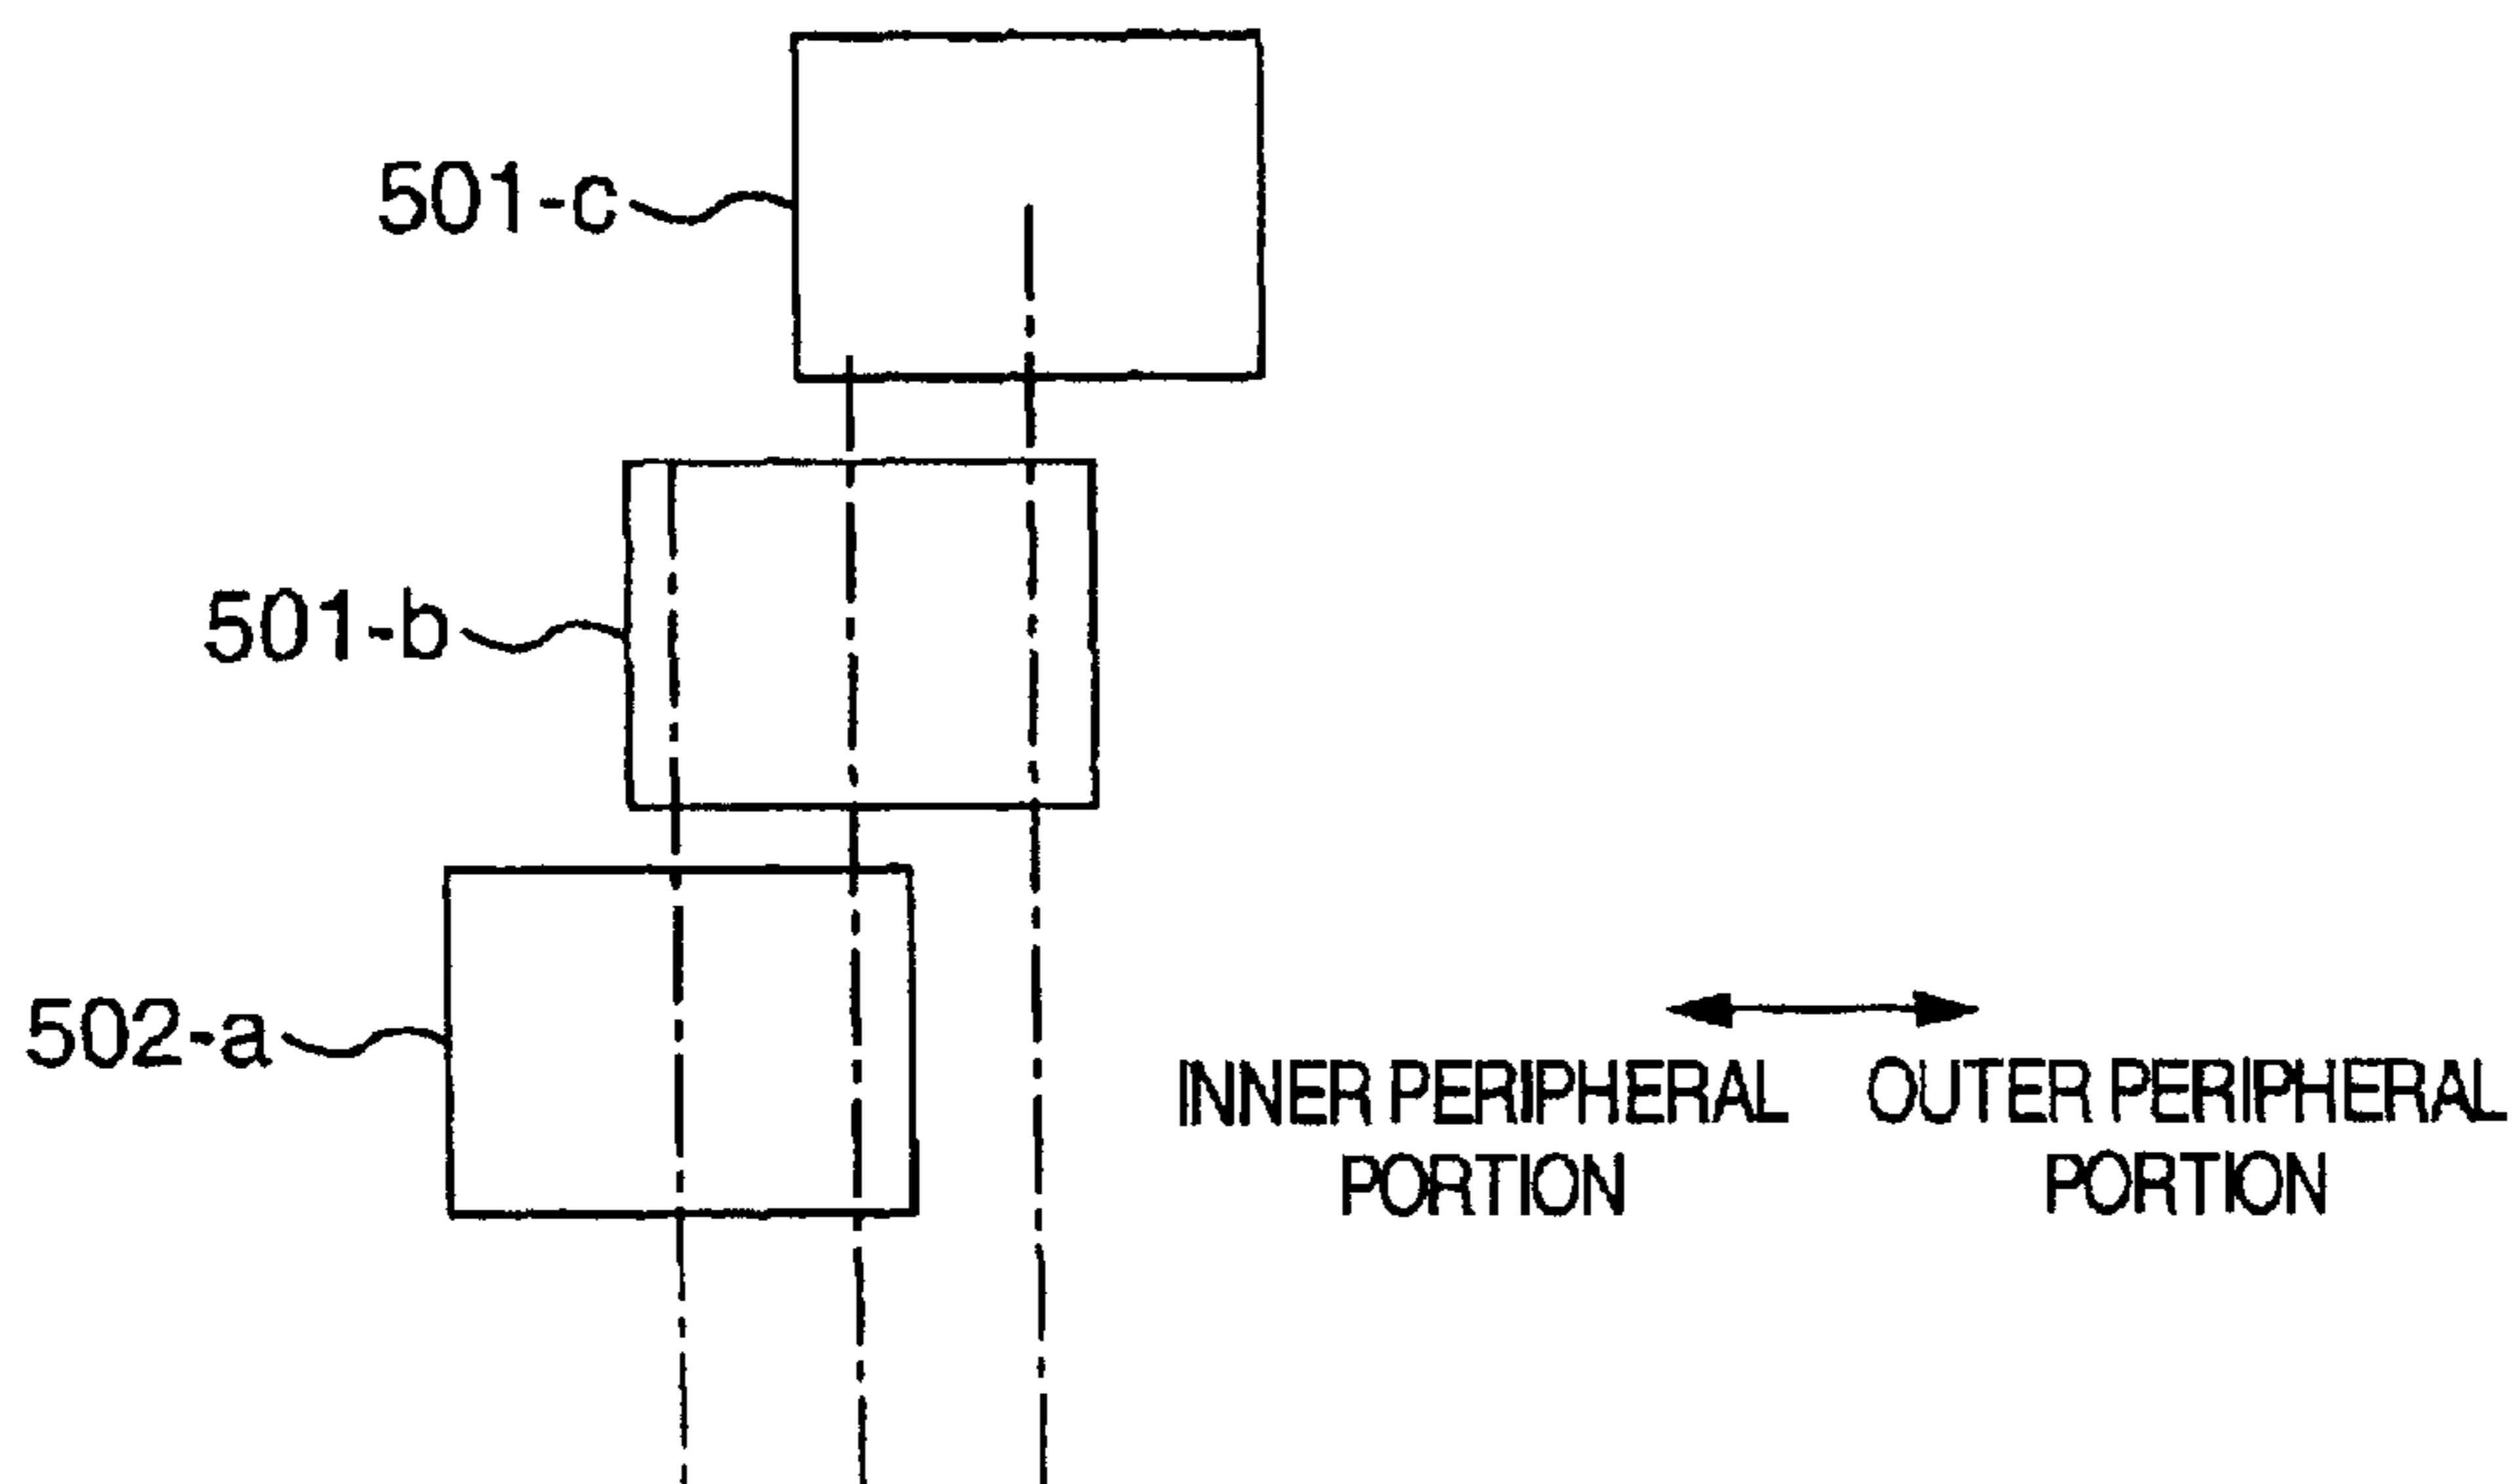 501-c
501-b
502-a
INNER PERIPHERAL
PORTION
OUTER PERIPHERAL
PORTION